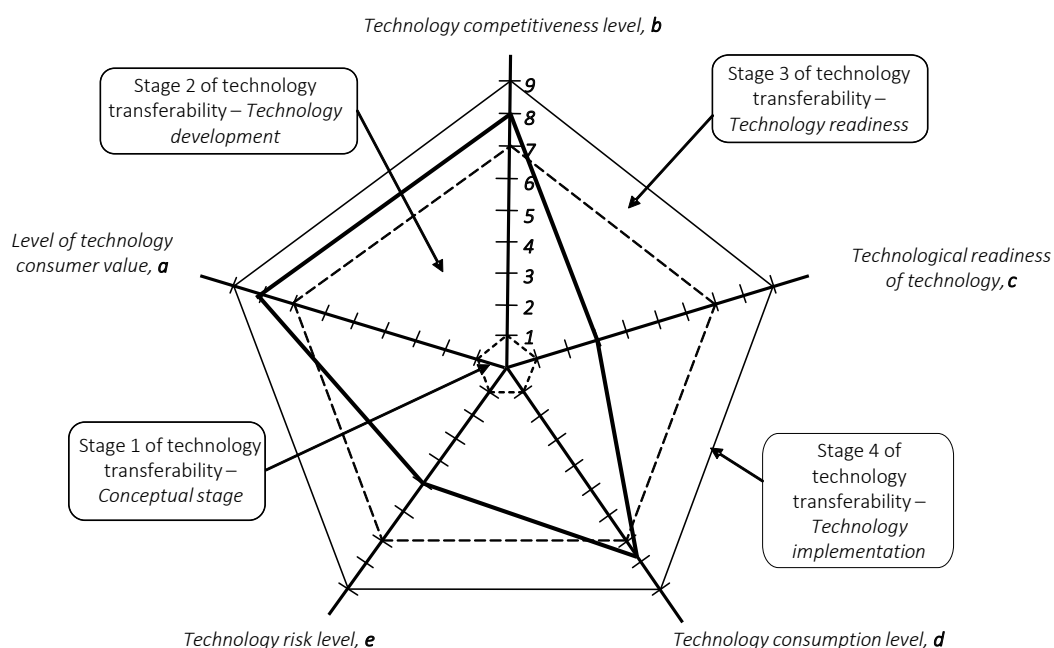 Technology competitiveness level, b
Stage 2 of technology
transferability – Technology
development
Stage 3 of technology
transferability –
Technology readiness
9
8
7
6
5
4
3
2
1
Level of technology
consumer value, a
Technological readiness
of technology, c
Stage 1 of technology
transferability –
Conceptual stage
Stage 4 of
technology
transferability –
Technology
implementation
Technology risk level, e
Technology consumption level, d